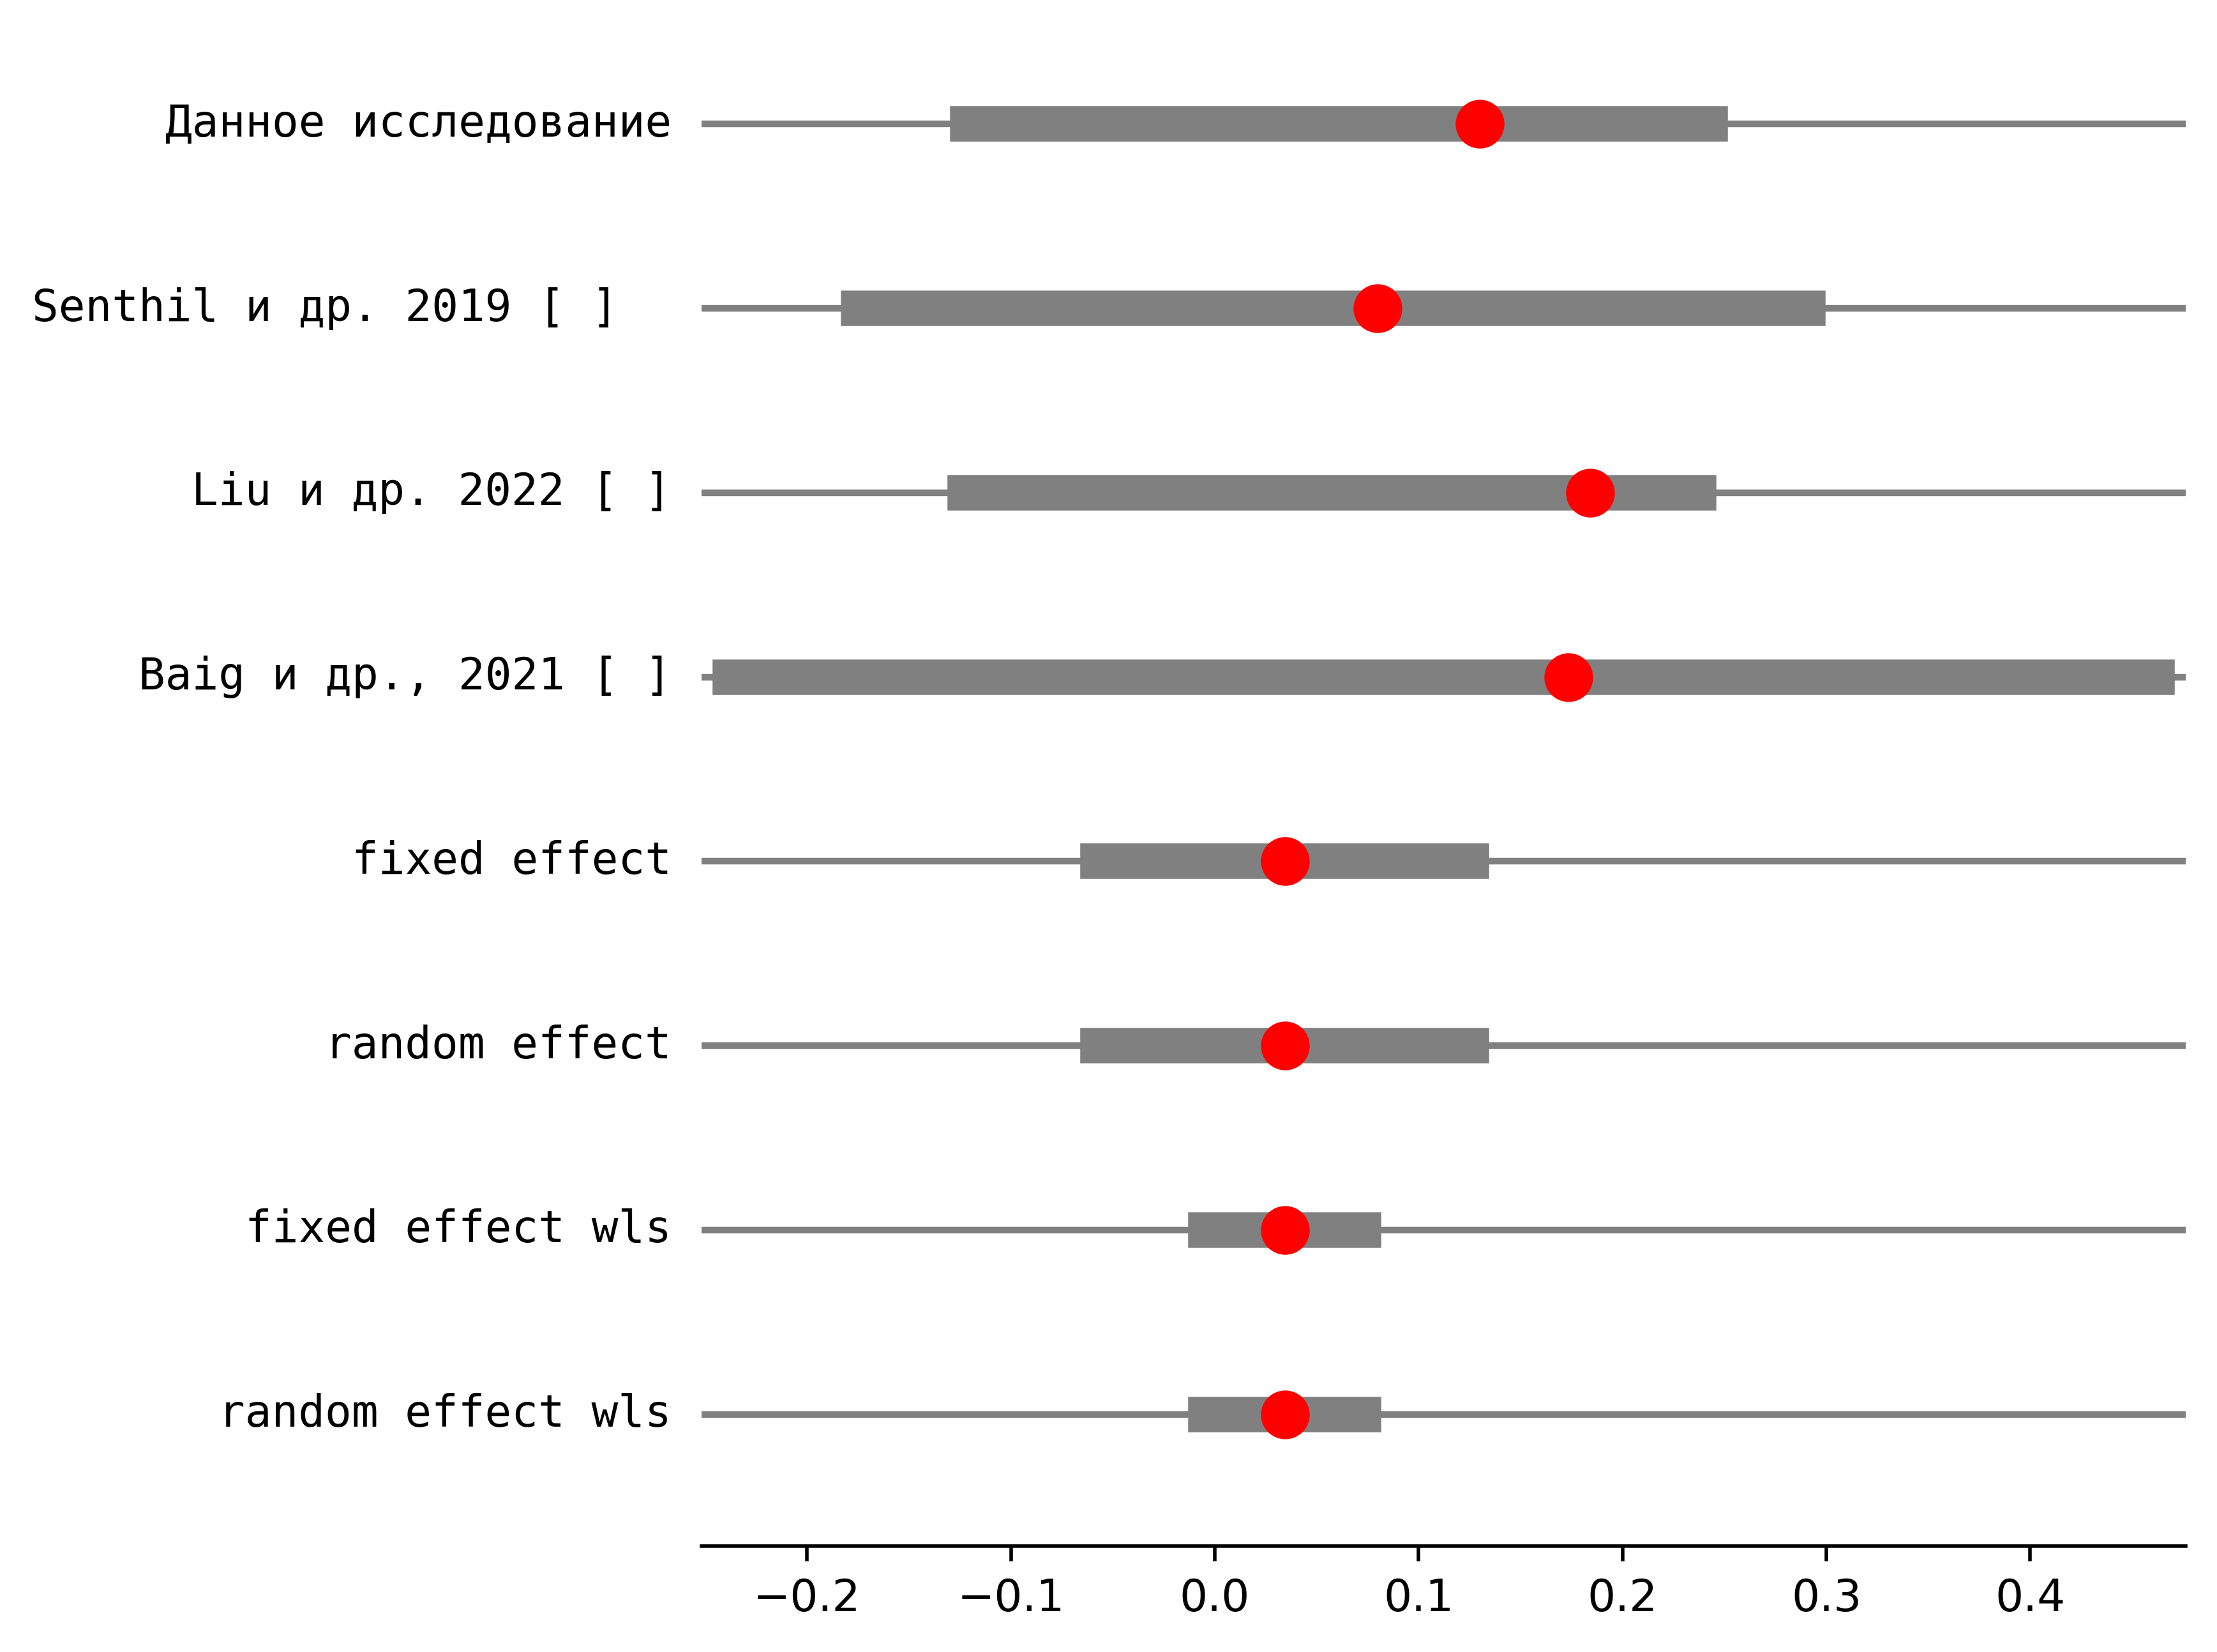 Данное исследование
Senthil и др. 2019 [ ]
Liu и др. 2022 [ ]
Baig и др., 2021 [ ]
fixed effect
random effect
fixed effect wls
random effect wls
−0.2 −0.1 0.0 0.1 0.2 0.3 0.4